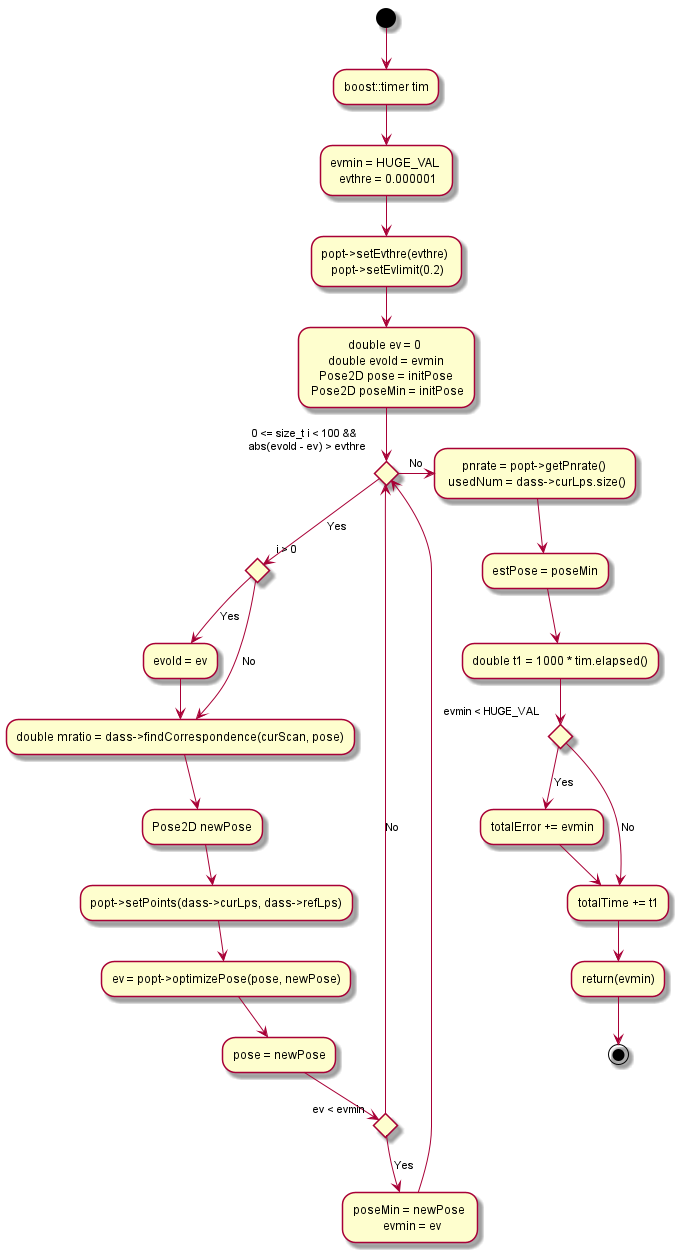 boost::timer tim
evmin = HUGE_VAL
evthre = 0.000001
popt->setEvthre(evthre)
popt->setEvlimit(0.2)
double ev = 0
double evold = evmin
Pose2D pose = initPose
Pose2D poseMin = initPose
0 <= size_t i < 100 &&
abs(evold - ev) > evthre
No
pnrate = popt->getPnrate()
usedNum = dass->curLps.size()
Yes
i > 0
estPose = poseMin
Yes
evold = ev
No
double t1 = 1000 * tim.elapsed()
evmin < HUGE_VAL
double mratio = dass->findCorrespondence(curScan, pose)
Yes
Pose2D newPose
No
totalError += evmin
No
popt->setPoints(dass->curLps, dass->refLps)
totalTime += t1
ev = popt->optimizePose(pose, newPose)
return(evmin)
pose = newPose
ev < evmin
Yes
poseMin = newPose
evmin = ev